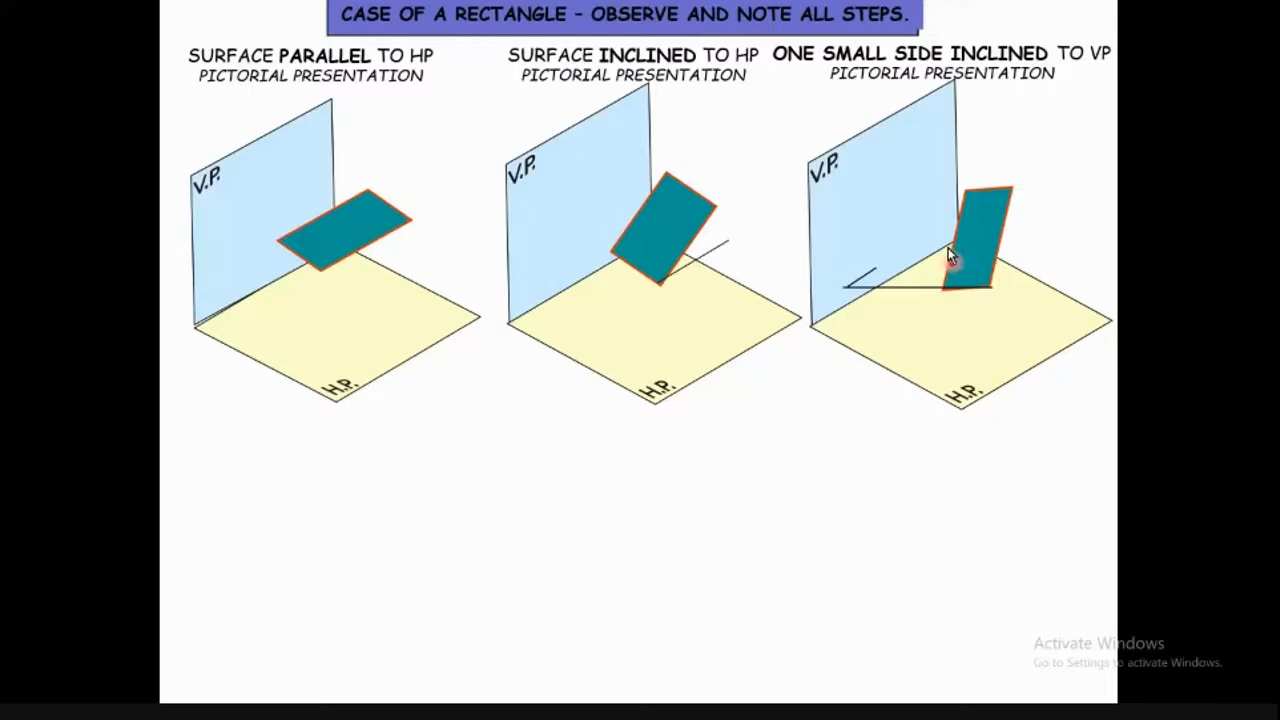 CASE OF A RECTANGLE – OBSERVE AND NOTE ALL STEPS.
SURFACE PARALLEL TO HP
PICTORIAL PRESENTATION
SURFACE INCLINED TO HP
PICTORIAL PRESENTATION
ONE SMALL SIDE INCLINED TO VP
PICTORIAL PRESENTATION
V.P.
H.P.
V.P.
H.P.
V.P.
H.P.
Activate Windows
Go to Settings to activate Windows.